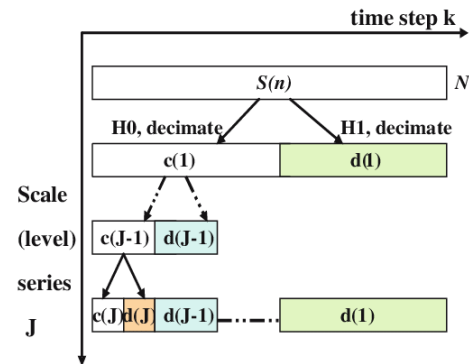 time step k
S(n) N
H0, decimate H1, decimate
c(1) d(1)
Scale
(level) c(J-1) d(J-1)
series
J c(J) d(J) d(J-1) d(1)